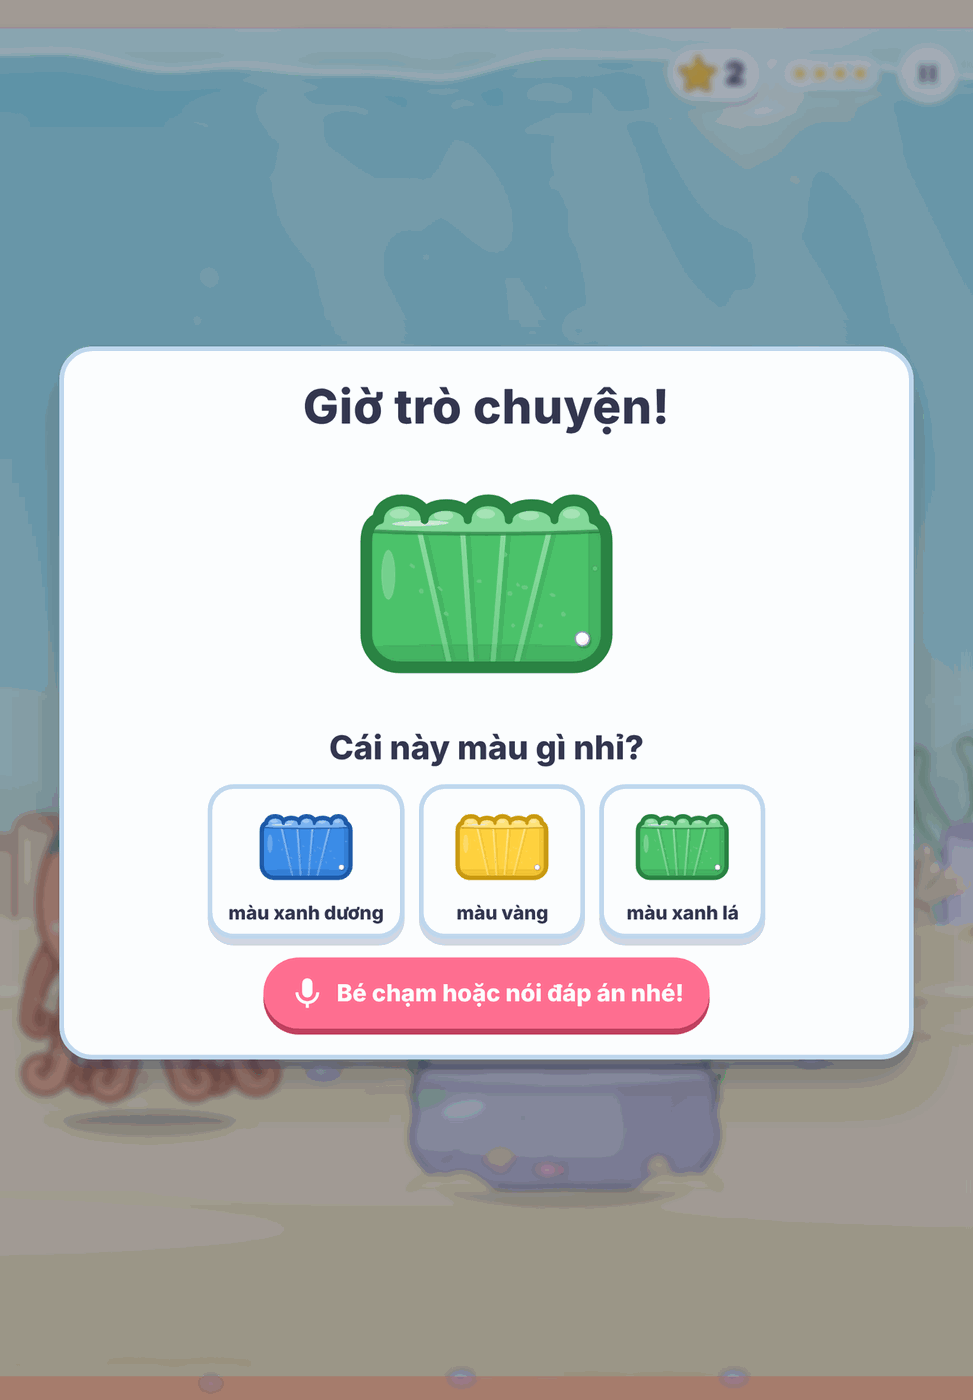 2
Giờ trò chuyện!
Cái này màu gì nhỉ?
màu xanh dương
màu vàng
màu xanh lá
Bé chạm hoặc nói đáp án nhé!